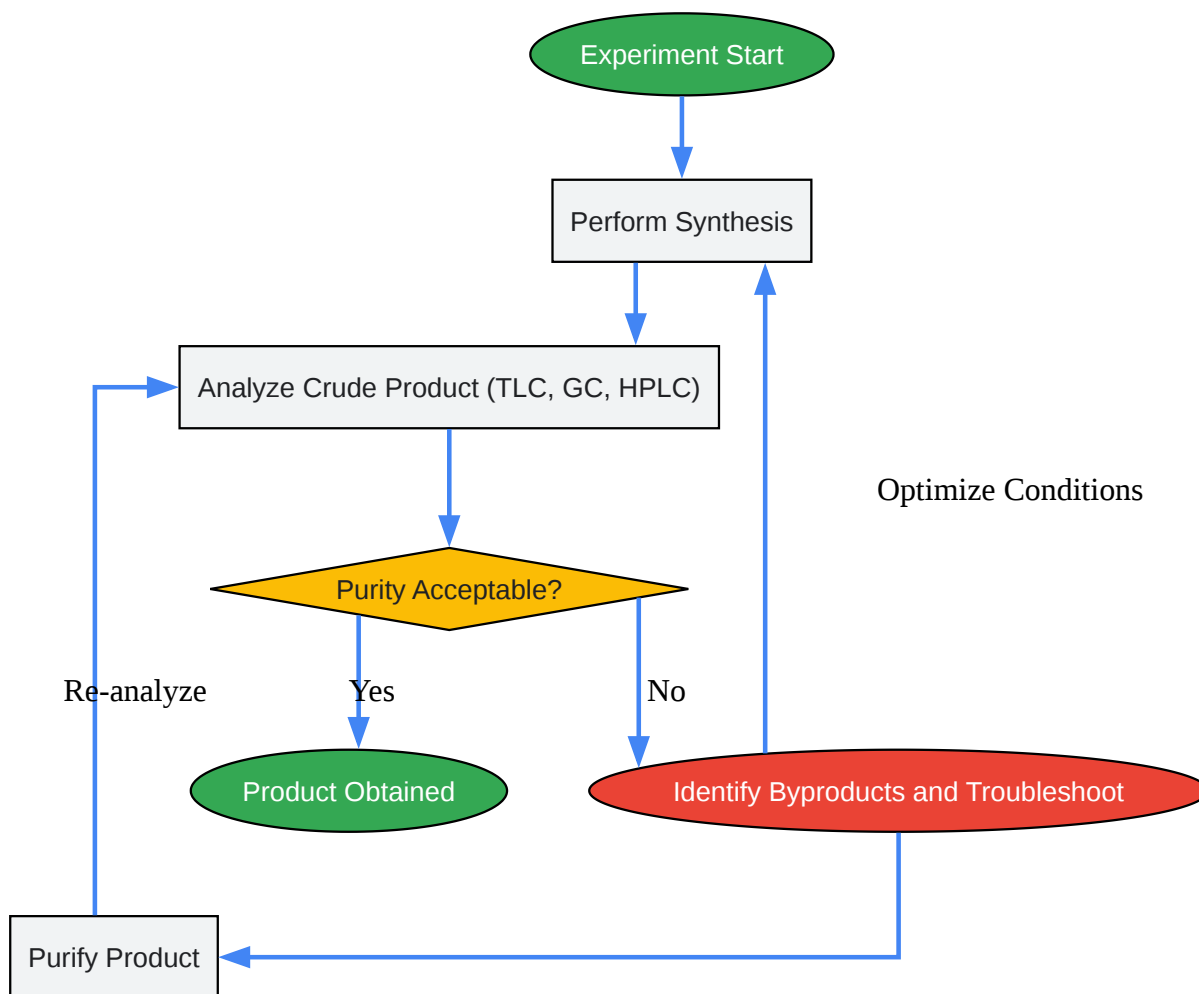 Experiment Start
Perform Synthesis
Analyze Crude Product (TLC, GC, HPLC)
Optimize Conditions
Purity Acceptable?
Re-analyze
Yes
No
Product Obtained
Identify Byproducts and Troubleshoot
Purify Product